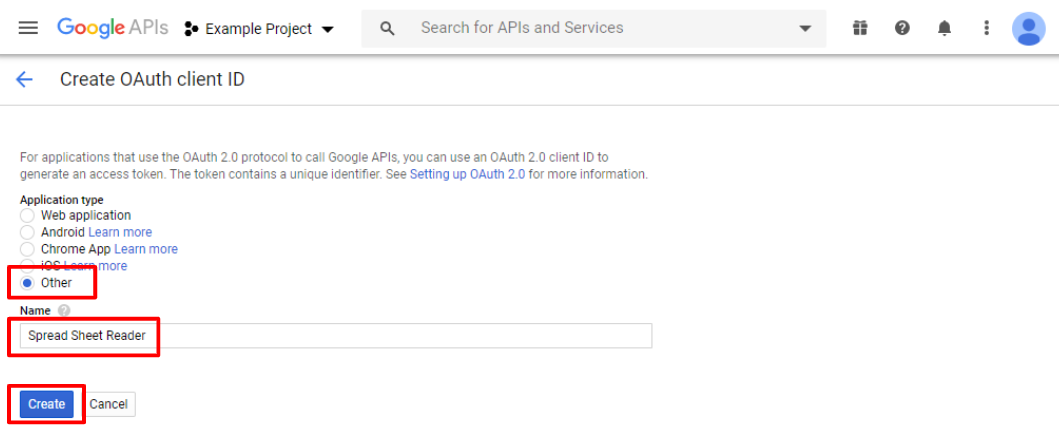 Google APIs Example Project Search for APIs and Services
Create OAuth client ID
For applications that use the OAuth 2.0 protocol to call Google APIs, you can use an OAuth 2.0 client ID to
generate an access token. The token contains a unique identifier. See Setting up OAuth 2.0 for more information.
Application type
Web application
Android Learn more
Chrome App Learn more
iOS Learn more
Other
Name ?
Spread Sheet Reader
Create Cancel